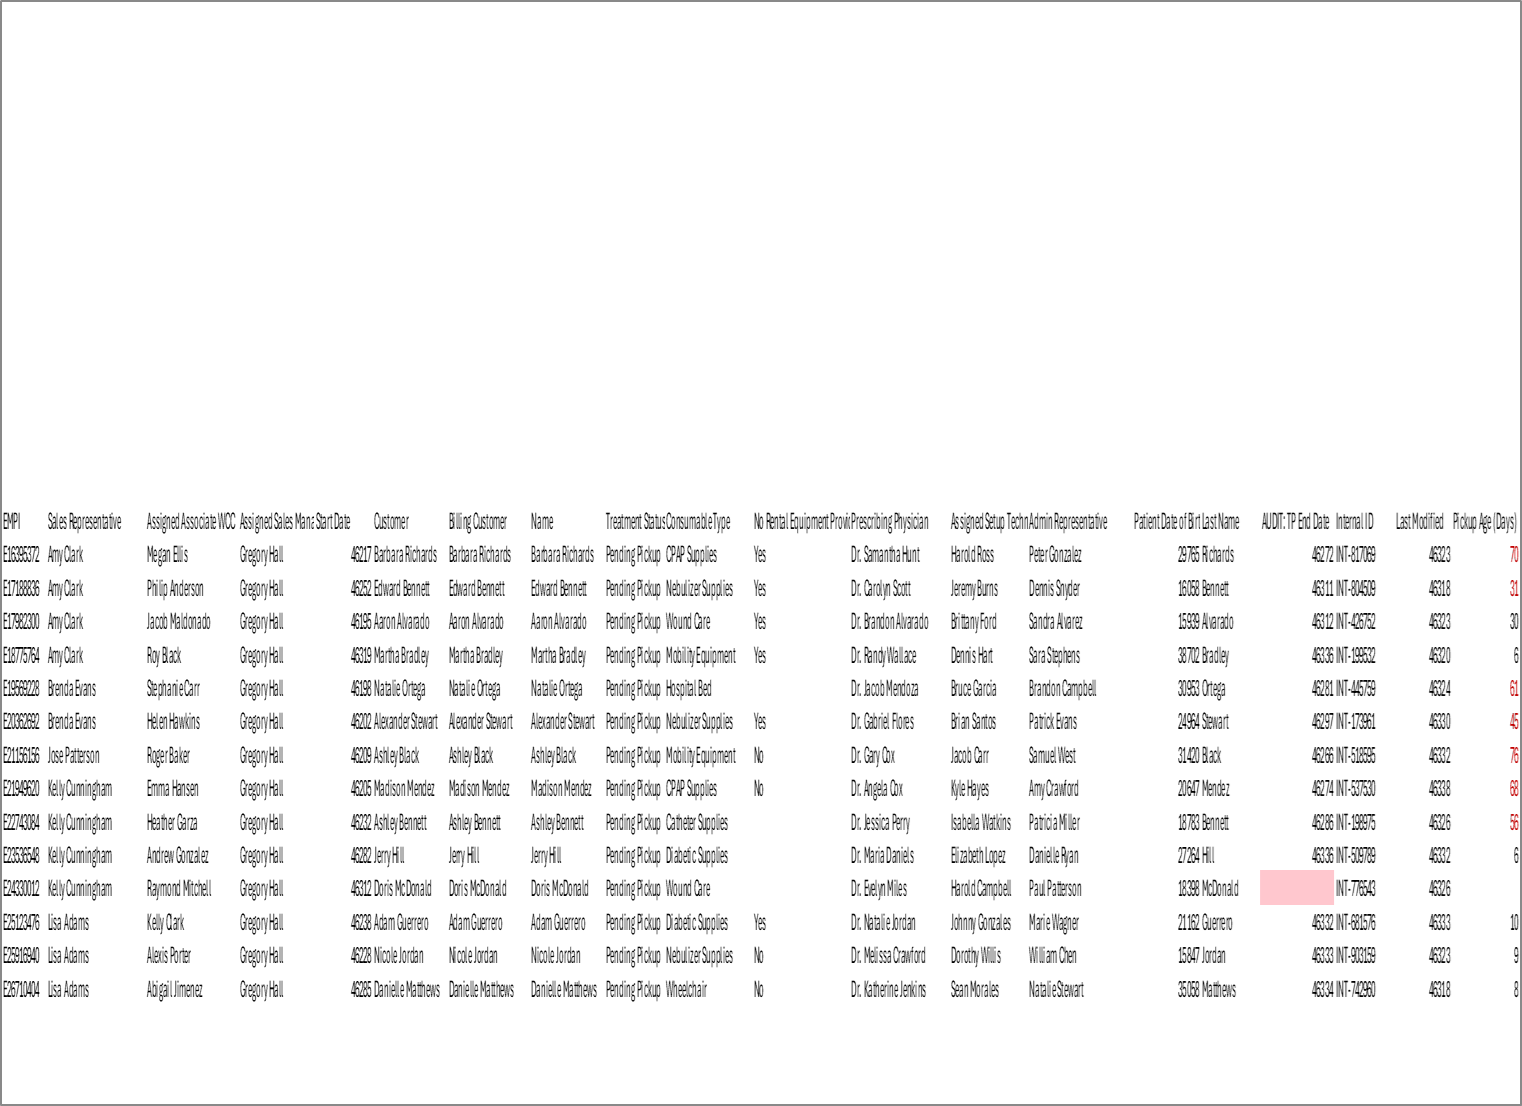 EMPI Sales Representative Assigned Associate WCC Assigned Sales Mana Start Date Customer Billing Customer Name Treatment Status Consumable Type No Rental Equipment Provi Prescribing Physician Assigned Setup Techn Admin Representative Patient Date of Birt Last Name AUDIT: TP End Date Internal ID Last Modified Pickup Age (Days)
E16395372 Amy Clark Megan Ellis Gregory Hall 46217 Barbara Richards Barbara Richards Barbara Richards Pending Pickup CPAP Supplies Yes Dr. Samantha Hunt Harold Ross Peter Gonzalez 29765 Richards 46272 INT-817069 46323 70
E17188836 Amy Clark Philip Anderson Gregory Hall 46252 Edward Bennett Edward Bennett Edward Bennett Pending Pickup Nebulizer Supplies Yes Dr. Carolyn Scott Jeremy Burns Dennis Snyder 16058 Bennett 46311 INT-804509 46318 31
E17982300 Amy Clark Jacob Maldonado Gregory Hall 46195 Aaron Alvarado Aaron Alvarado Aaron Alvarado Pending Pickup Wound Care Yes Dr. Brandon Alvarado Brittany Ford Sandra Alvarez 15939 Alvarado 46312 INT-426752 46323 30
E18775764 Amy Clark Roy Black Gregory Hall 46319 Martha Bradley Martha Bradley Martha Bradley Pending Pickup Mobility Equipment Yes Dr. Randy Wallace Dennis Hart Sara Stephens 38702 Bradley 46336 INT-199532 46320 6
E19569228 Brenda Evans Stephanie Carr Gregory Hall 46198 Natalie Ortega Natalie Ortega Natalie Ortega Pending Pickup Hospital Bed Dr. Jacob Mendoza Bruce Garcia Brandon Campbell 30953 Ortega 46281 INT-445759 46324 61
E20362692 Brenda Evans Helen Hawkins Gregory Hall 46202 Alexander Stewart Alexander Stewart Alexander Stewart Pending Pickup Nebulizer Supplies Yes Dr. Gabriel Flores Brian Santos Patrick Evans 24964 Stewart 46297 INT-173961 46330 45
E21156156 Jose Patterson Roger Baker Gregory Hall 46209 Ashley Black Ashley Black Ashley Black Pending Pickup Mobility Equipment No Dr. Gary Cox Jacob Carr Samuel West 31420 Black 46266 INT-518595 46332 76
E21949620 Kelly Cunningham Emma Hansen Gregory Hall 46205 Madison Mendez Madison Mendez Madison Mendez Pending Pickup CPAP Supplies No Dr. Angela Cox Kyle Hayes Amy Crawford 20647 Mendez 46274 INT-537530 46338 68
E22743084 Kelly Cunningham Heather Garza Gregory Hall 46232 Ashley Bennett Ashley Bennett Ashley Bennett Pending Pickup Catheter Supplies Dr. Jessica Perry Isabella Watkins Patricia Miller 18783 Bennett 46286 INT-198975 46326 56
E23536548 Kelly Cunningham Andrew Gonzalez Gregory Hall 46282 Jerry Hill Jerry Hill Jerry Hill Pending Pickup Diabetic Supplies Dr. Maria Daniels Elizabeth Lopez Danielle Ryan 27264 Hill 46336 INT-509789 46332 6
E24330012 Kelly Cunningham Raymond Mitchell Gregory Hall 46312 Doris McDonald Doris McDonald Doris McDonald Pending Pickup Wound Care Dr. Evelyn Miles Harold Campbell Paul Patterson 18398 McDonald INT-776543 46326
E25123476 Lisa Adams Kelly Clark Gregory Hall 46238 Adam Guerrero Adam Guerrero Adam Guerrero Pending Pickup Diabetic Supplies Yes Dr. Natalie Jordan Johnny Gonzales Marie Wagner 21162 Guerrero 46332 INT-681576 46333 10
E25916940 Lisa Adams Alexis Porter Gregory Hall 46228 Nicole Jordan Nicole Jordan Nicole Jordan Pending Pickup Nebulizer Supplies No Dr. Melissa Crawford Dorothy Willis William Chen 15847 Jordan 46333 INT-903159 46323 9
E26710404 Lisa Adams Abigail Jimenez Gregory Hall 46285 Danielle Matthews Danielle Matthews Danielle Matthews Pending Pickup Wheelchair No Dr. Katherine Jenkins Sean Morales Natalie Stewart 35058 Matthews 46334 INT-742960 46318 8